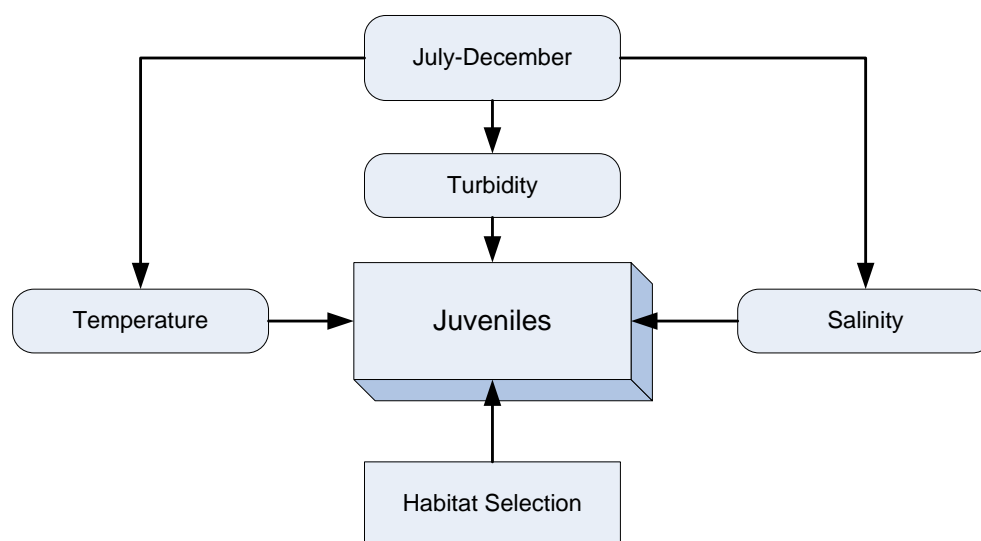 July-December
Turbidity
Temperature
Juveniles
Salinity
Habitat Selection